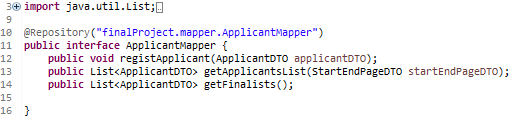 3 import java.util.List;
9
10 @Repository("finalProject.mapper.ApplicantMapper")
11 public interface ApplicantMapper {
12 public void registApplicant(ApplicantDTO applicantDTO);
13 public List<ApplicantDTO> getApplicantsList(StartEndPageDTO startEndPageDTO);
14 public List<ApplicantDTO> getFinalists();
15
16 }